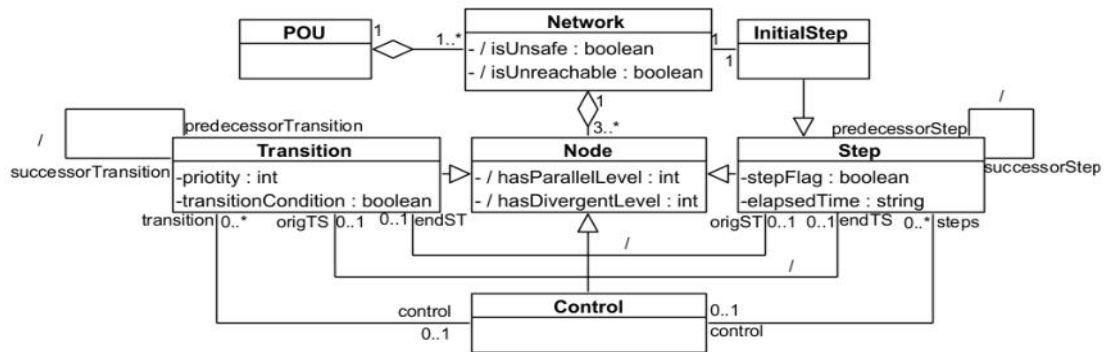 POU
1
1..*
Network
- / isUnsafe : boolean
- / isUnreachable : boolean
1
1
InitialStep
1
3..*
/
predecessorTransition
successorTransition
Transition
-priotity : int
-transitionCondition : boolean
Node
- / hasParallelLevel : int
- / hasDivergentLevel : int
predecessorStep
/
successorStep
Step
-stepFlag : boolean
-elapsedTime : string
transition
0..*
origTS
0..1
0..1
endST
origST
0..1
0..1
endTS
0..*
steps
/
/
control
0..1
Control
0..1
control